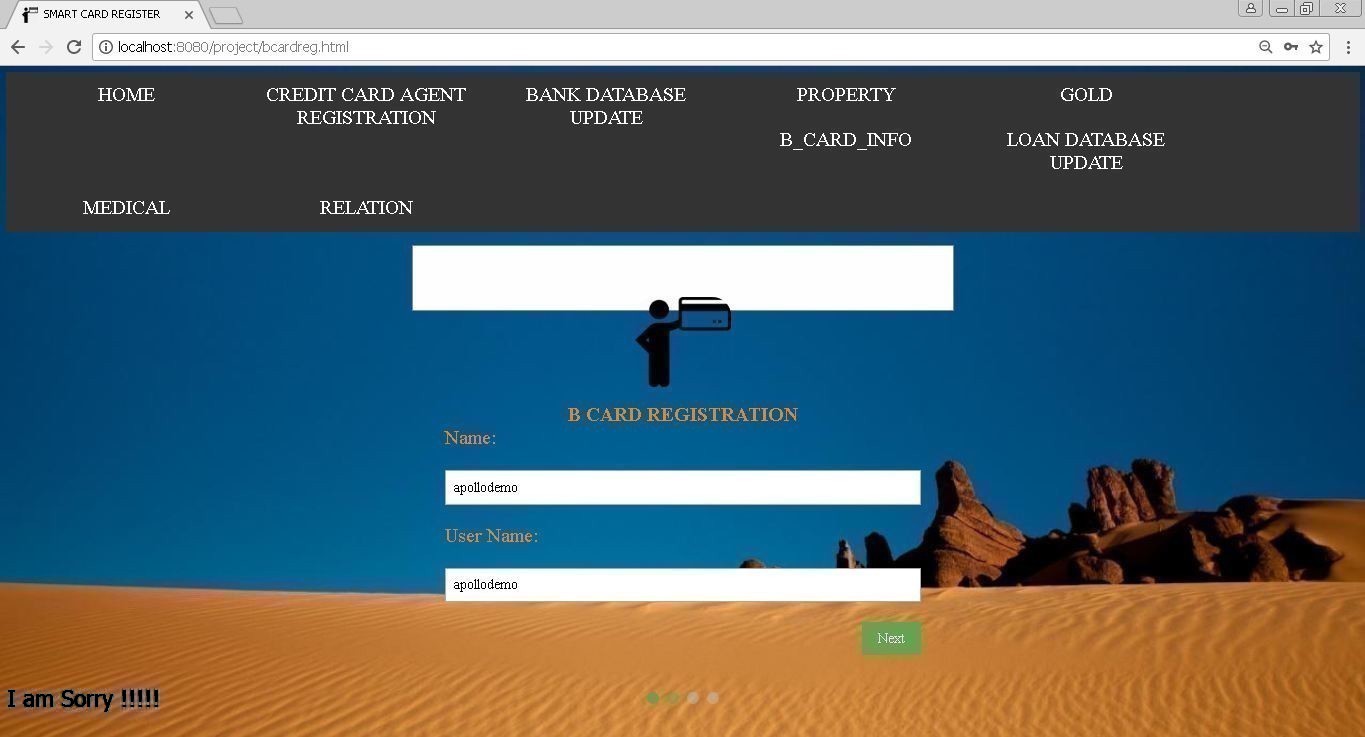 SMART CARD REGISTER
localhost:8080/project/bcardreg.html
HOME
CREDIT CARD AGENT
REGISTRATION
BANK DATABASE
UPDATE
PROPERTY
GOLD
B_CARD_INFO
LOAN DATABASE
UPDATE
MEDICAL
RELATION
B CARD REGISTRATION
Name:
apollodemo
User Name:
apollodemo
Next
I am Sorry !!!!!